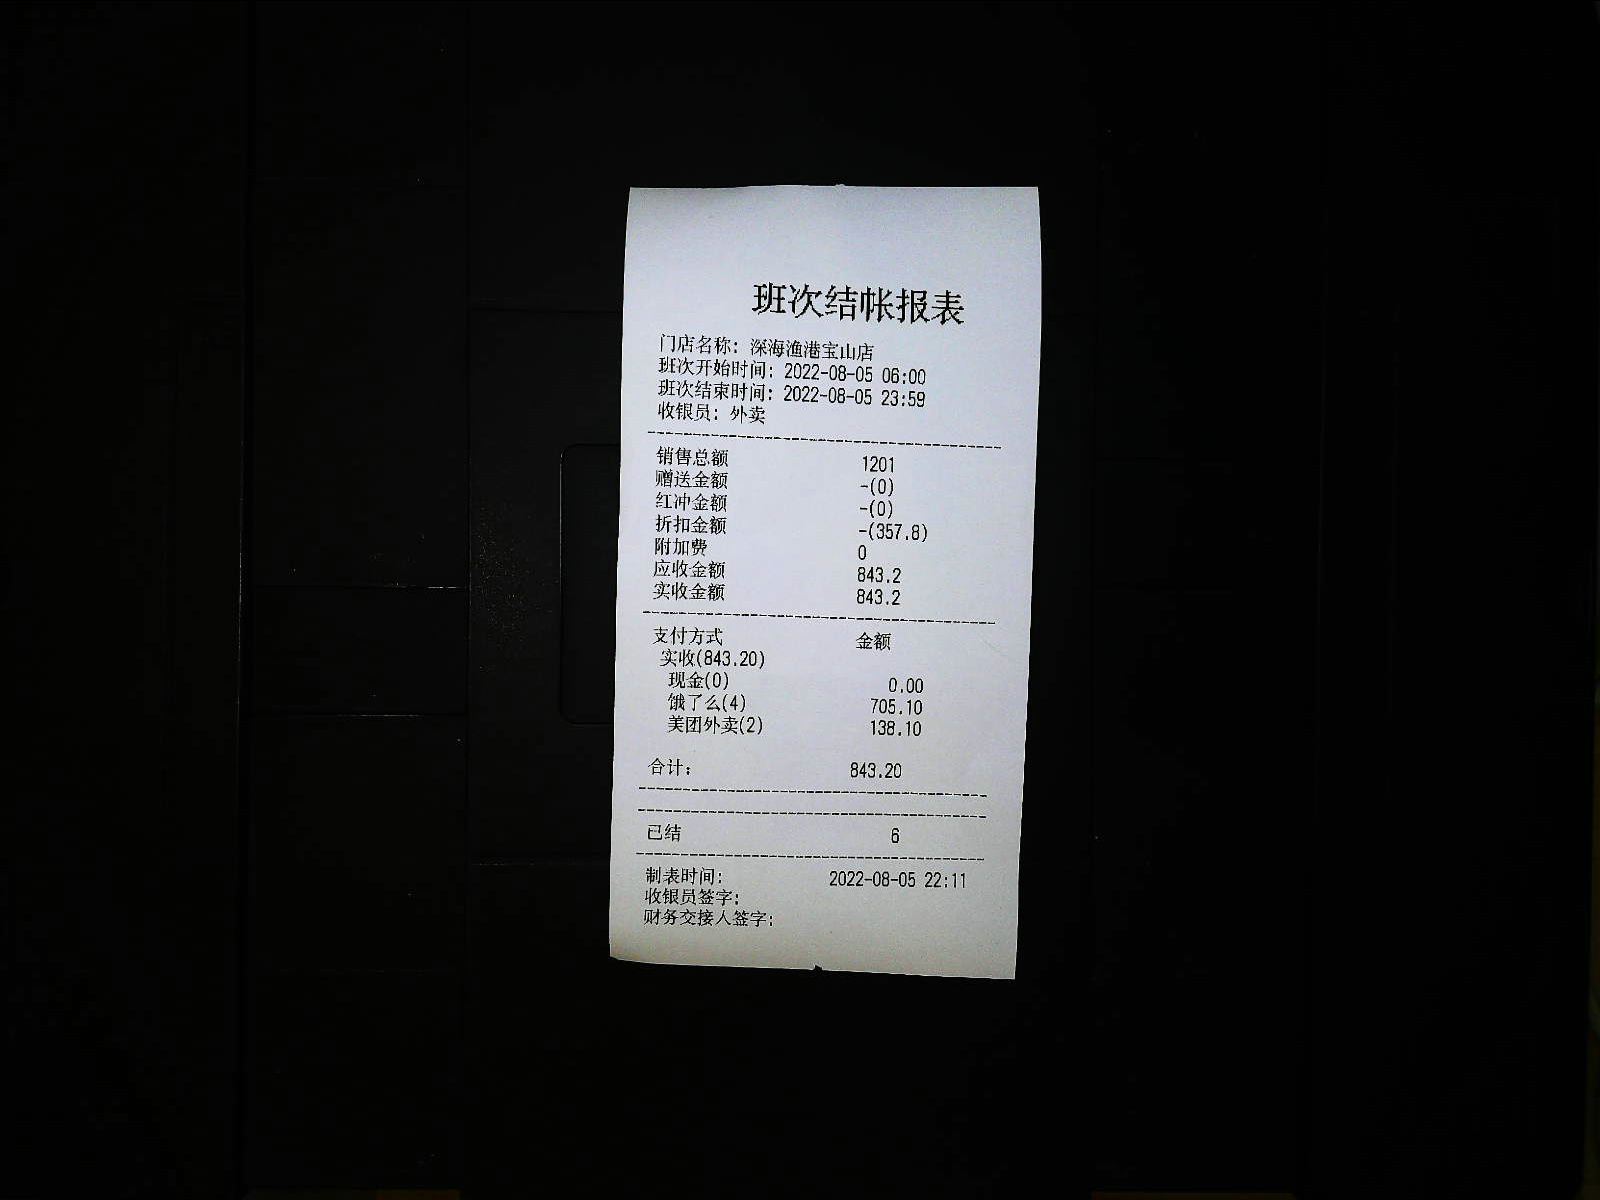 班次结帐报表
门店名称: 深海渔港宝山店
班次开始时间: 2022-08-05 06:00
班次结束时间: 2022-08-05 23:59
收银员: 外卖
销售总额 1201
赠送金额 -(0)
红冲金额 -(0)
折扣金额 -(357.8)
附加费 0
应收金额 843.2
实收金额 843.2
支付方式 金额
实收(843.20)
现金(0) 0.00
饿了么(4) 705.10
美团外卖(2) 138.10
合计: 843.20
已结 6
制表时间: 2022-08-05 22:11
收银员签字:
财务交接人签字: